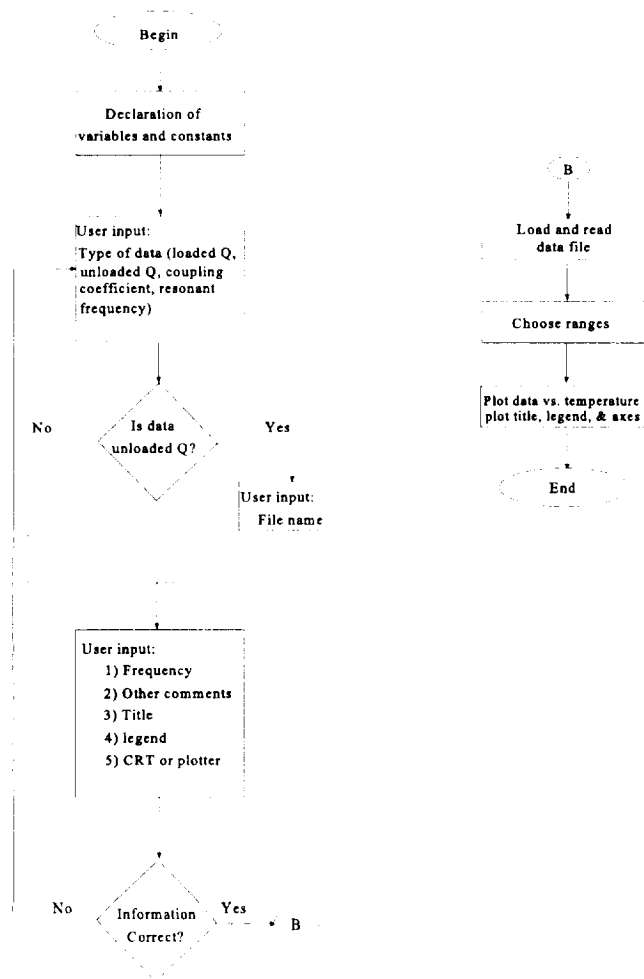 Begin
Declaration of
variables and constants
User input:
Type of data (loaded Q,
unloaded Q, coupling
coefficient, resonant
frequency)
No
Is data
unloaded Q?
Yes
User input:
File name
User input:
1) Frequency
2) Other comments
3) Title
4) legend
5) CRT or plotter
No
Information
Correct?
Yes
B
B
Load and read
data file
Choose ranges
Plot data vs. temperature
plot title, legend, & axes
End